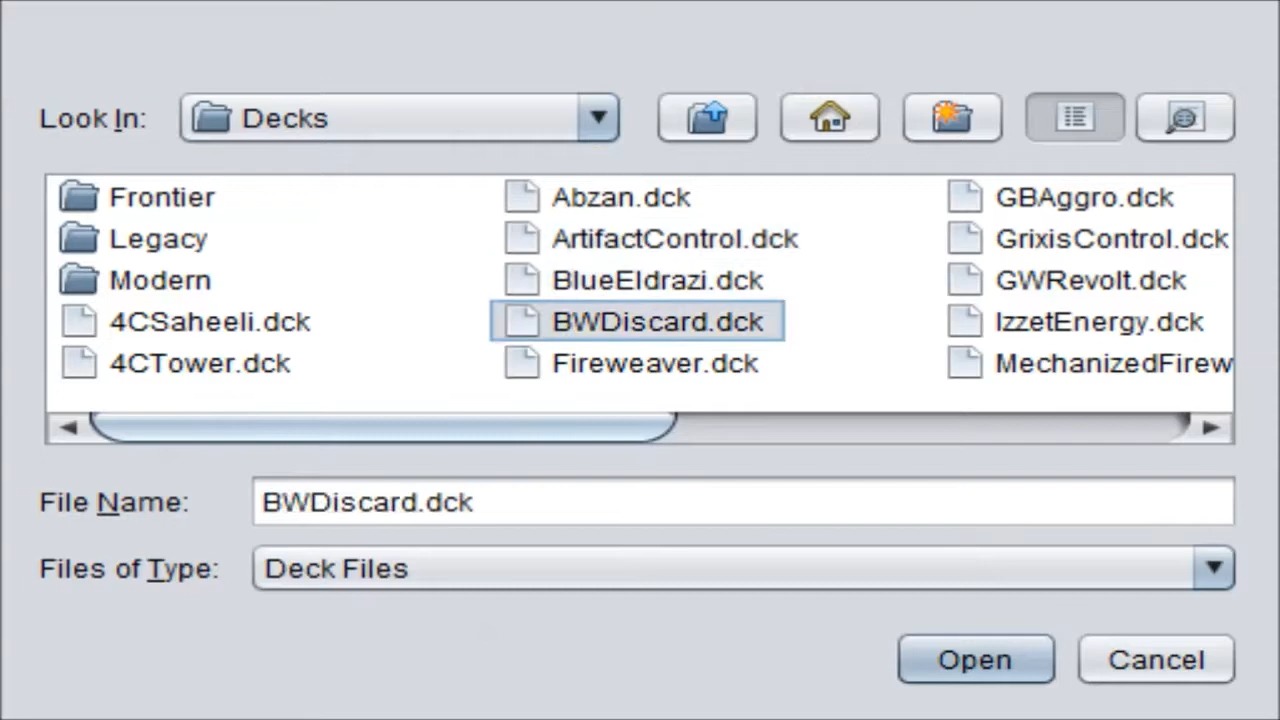 Look In: Decks
Frontier
Legacy
Modern
4CSaheeli.dck
4CTower.dck
Abzan.dck
ArtifactControl.dck
BlueEldrazi.dck
BWDiscard.dck
Fireweaver.dck
GBAggro.dck
GrixisControl.dck
GWRevolt.dck
IzzetEnergy.dck
MechanizedFirew
File Name: BWDiscard.dck
Files of Type: Deck Files
Open Cancel